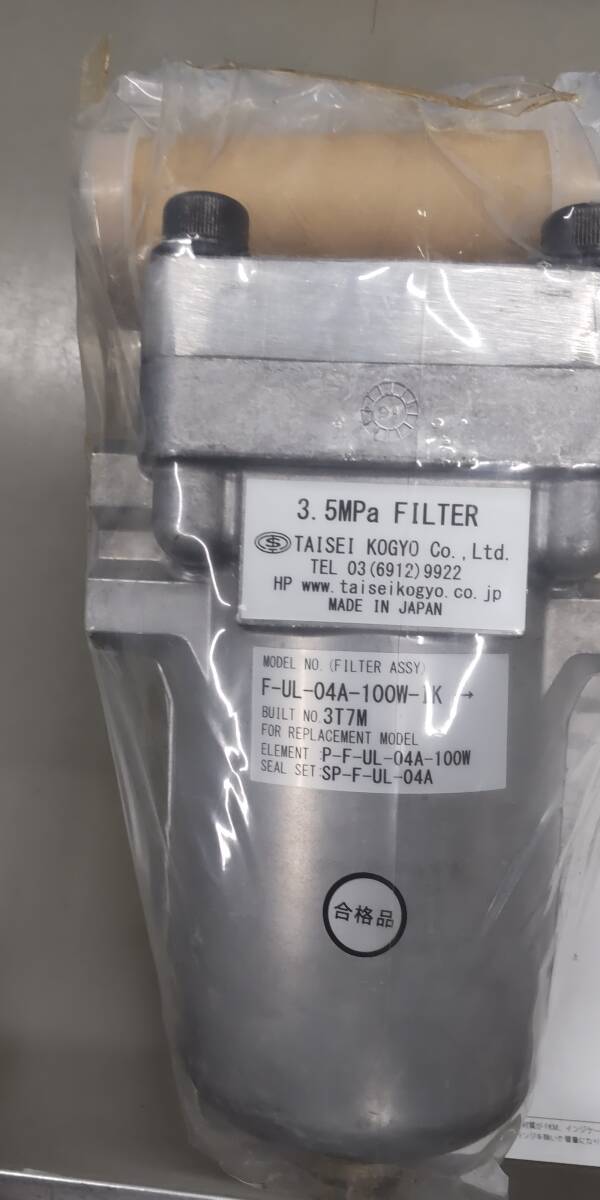 3.5MPa FILTER
TAISEI KOGYO Co.,Ltd.
TEL 03(6912)9922
HP www.taiseikogyo.co.jp
MADE IN JAPAN
MODEL NO.(FILTER ASSY)
F-UL-04A-100W-IK →
BUILT NO.3T7M
FOR REPLACEMENT MODEL
ELEMENT :P-F-UL-04A-100W
SEAL SET:SP-F-UL-04A
合格品